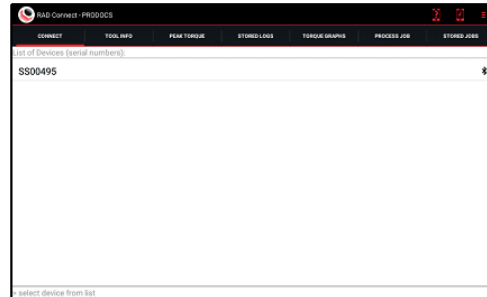 RAD-Connect - PRODOCS
CONNECT TOOL INFO PEAK TORQUE STORED LOGS TORQUE GRAPHS PROCESS JOB STORED JOBS
List of Devices (serial numbers):
SS00495
select device from list